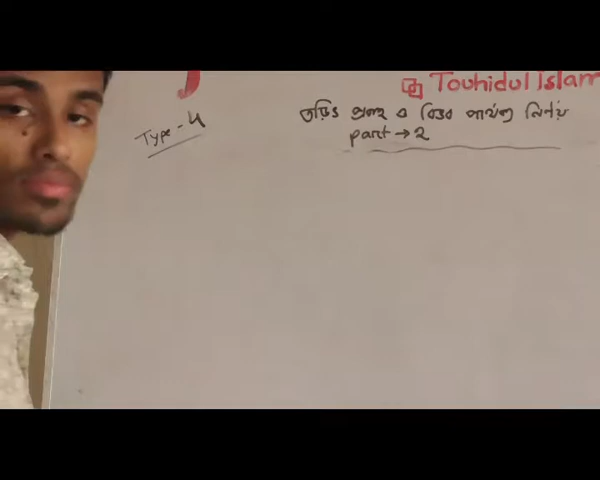 Touhidul Islam
তড়িৎ প্রবাহ ও বিভব পার্থক্য নির্ণয়
Type - 4
part → 2